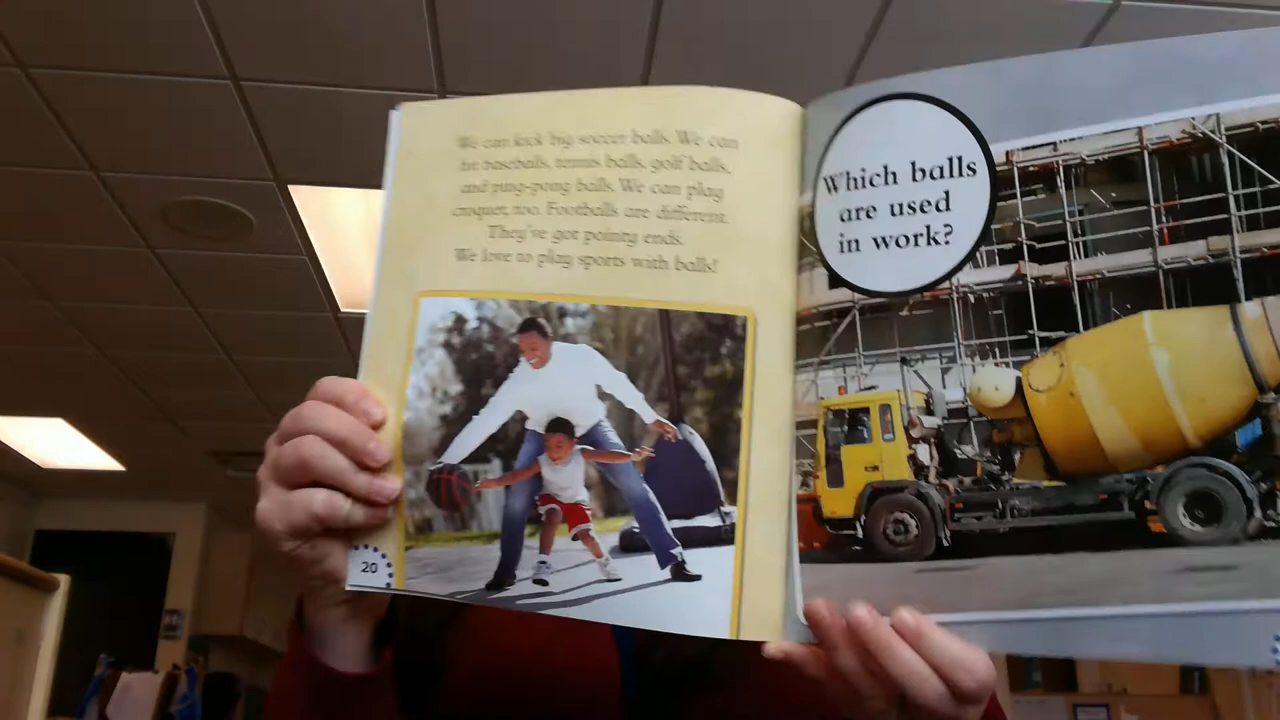 We can kick big soccer balls. We can
hit baseballs, tennis balls, golf balls,
and ping-pong balls. We can play
croquet, too. Footballs are different.
They've got pointy ends.
We love to play sports with balls!
20
Which balls
are used
in work?